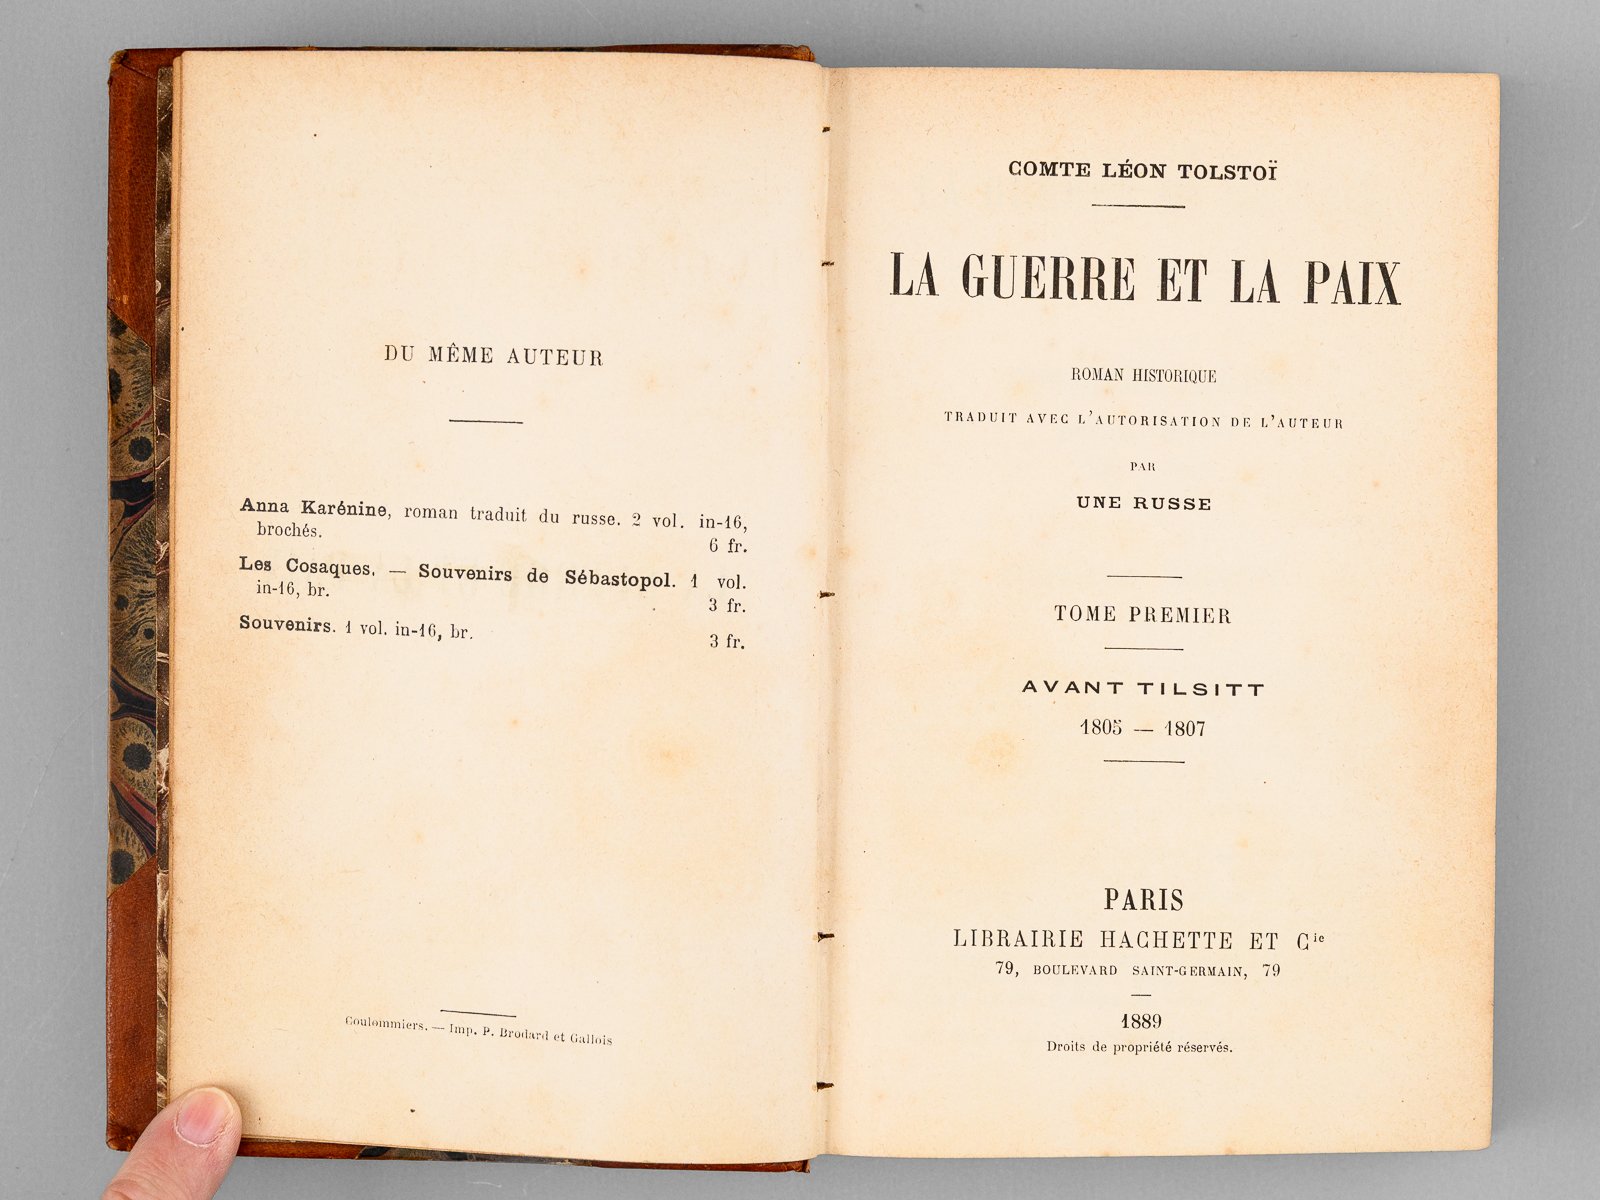 DU MÊME AUTEUR
Anna Karénine, roman traduit du russe. 2 vol. in-16,
brochés. 6 fr.
Les Cosaques. — Souvenirs de Sébastopol. 1 vol.
in-16, br. 3 fr.
Souvenirs. 1 vol. in-16, br. 3 fr.
Coulommiers. — Imp. P. Brodard et Gallois
COMTE LÉON TOLSTOÏ
LA GUERRE ET LA PAIX
ROMAN HISTORIQUE
TRADUIT AVEC L'AUTORISATION DE L'AUTEUR
PAR
UNE RUSSE
TOME PREMIER
AVANT TILSITT
1805 — 1807
PARIS
LIBRAIRIE HACHETTE ET Cie
79, BOULEVARD SAINT-GERMAIN, 79
1889
Droits de propriété réservés.